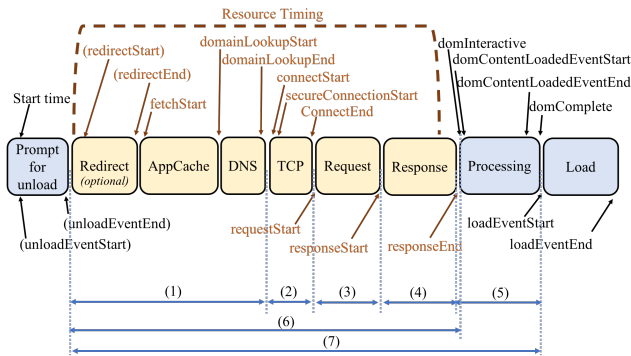 Resource Timing
(redirectStart)
(redirectEnd)
fetchStart
domainLookupStart
domainLookupEnd
connectStart
secureConnectionStart
ConnectEnd
domInteractive
domContentLoadedEventStart
domContentLoadedEventEnd
domComplete
Start time
Prompt
for
unload
Redirect
(optional)
AppCache
DNS
TCP
Request
Response
Processing
Load
(unloadEventEnd)
(unloadEventStart)
requestStart
responseStart
responseEnd
loadEventStart
loadEventEnd
(1)
(2)
(3)
(4)
(5)
(6)
(7)